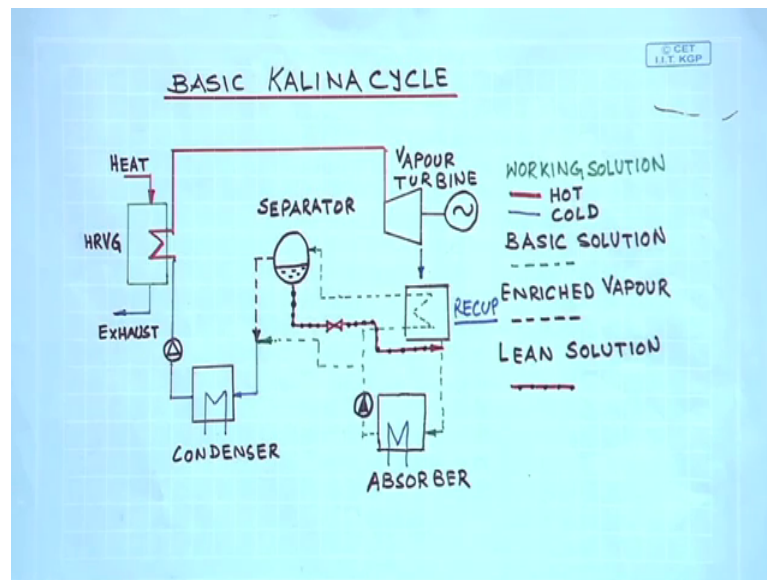 © CET
I.I.T. KGP
BASIC KALINA CYCLE
HEAT
HRVG
EXHAUST
SEPARATOR
VAPOUR
TURBINE
RECUP
CONDENSER
ABSORBER
WORKING SOLUTION
HOT
COLD
BASIC SOLUTION
ENRICHED VAPOUR
LEAN SOLUTION